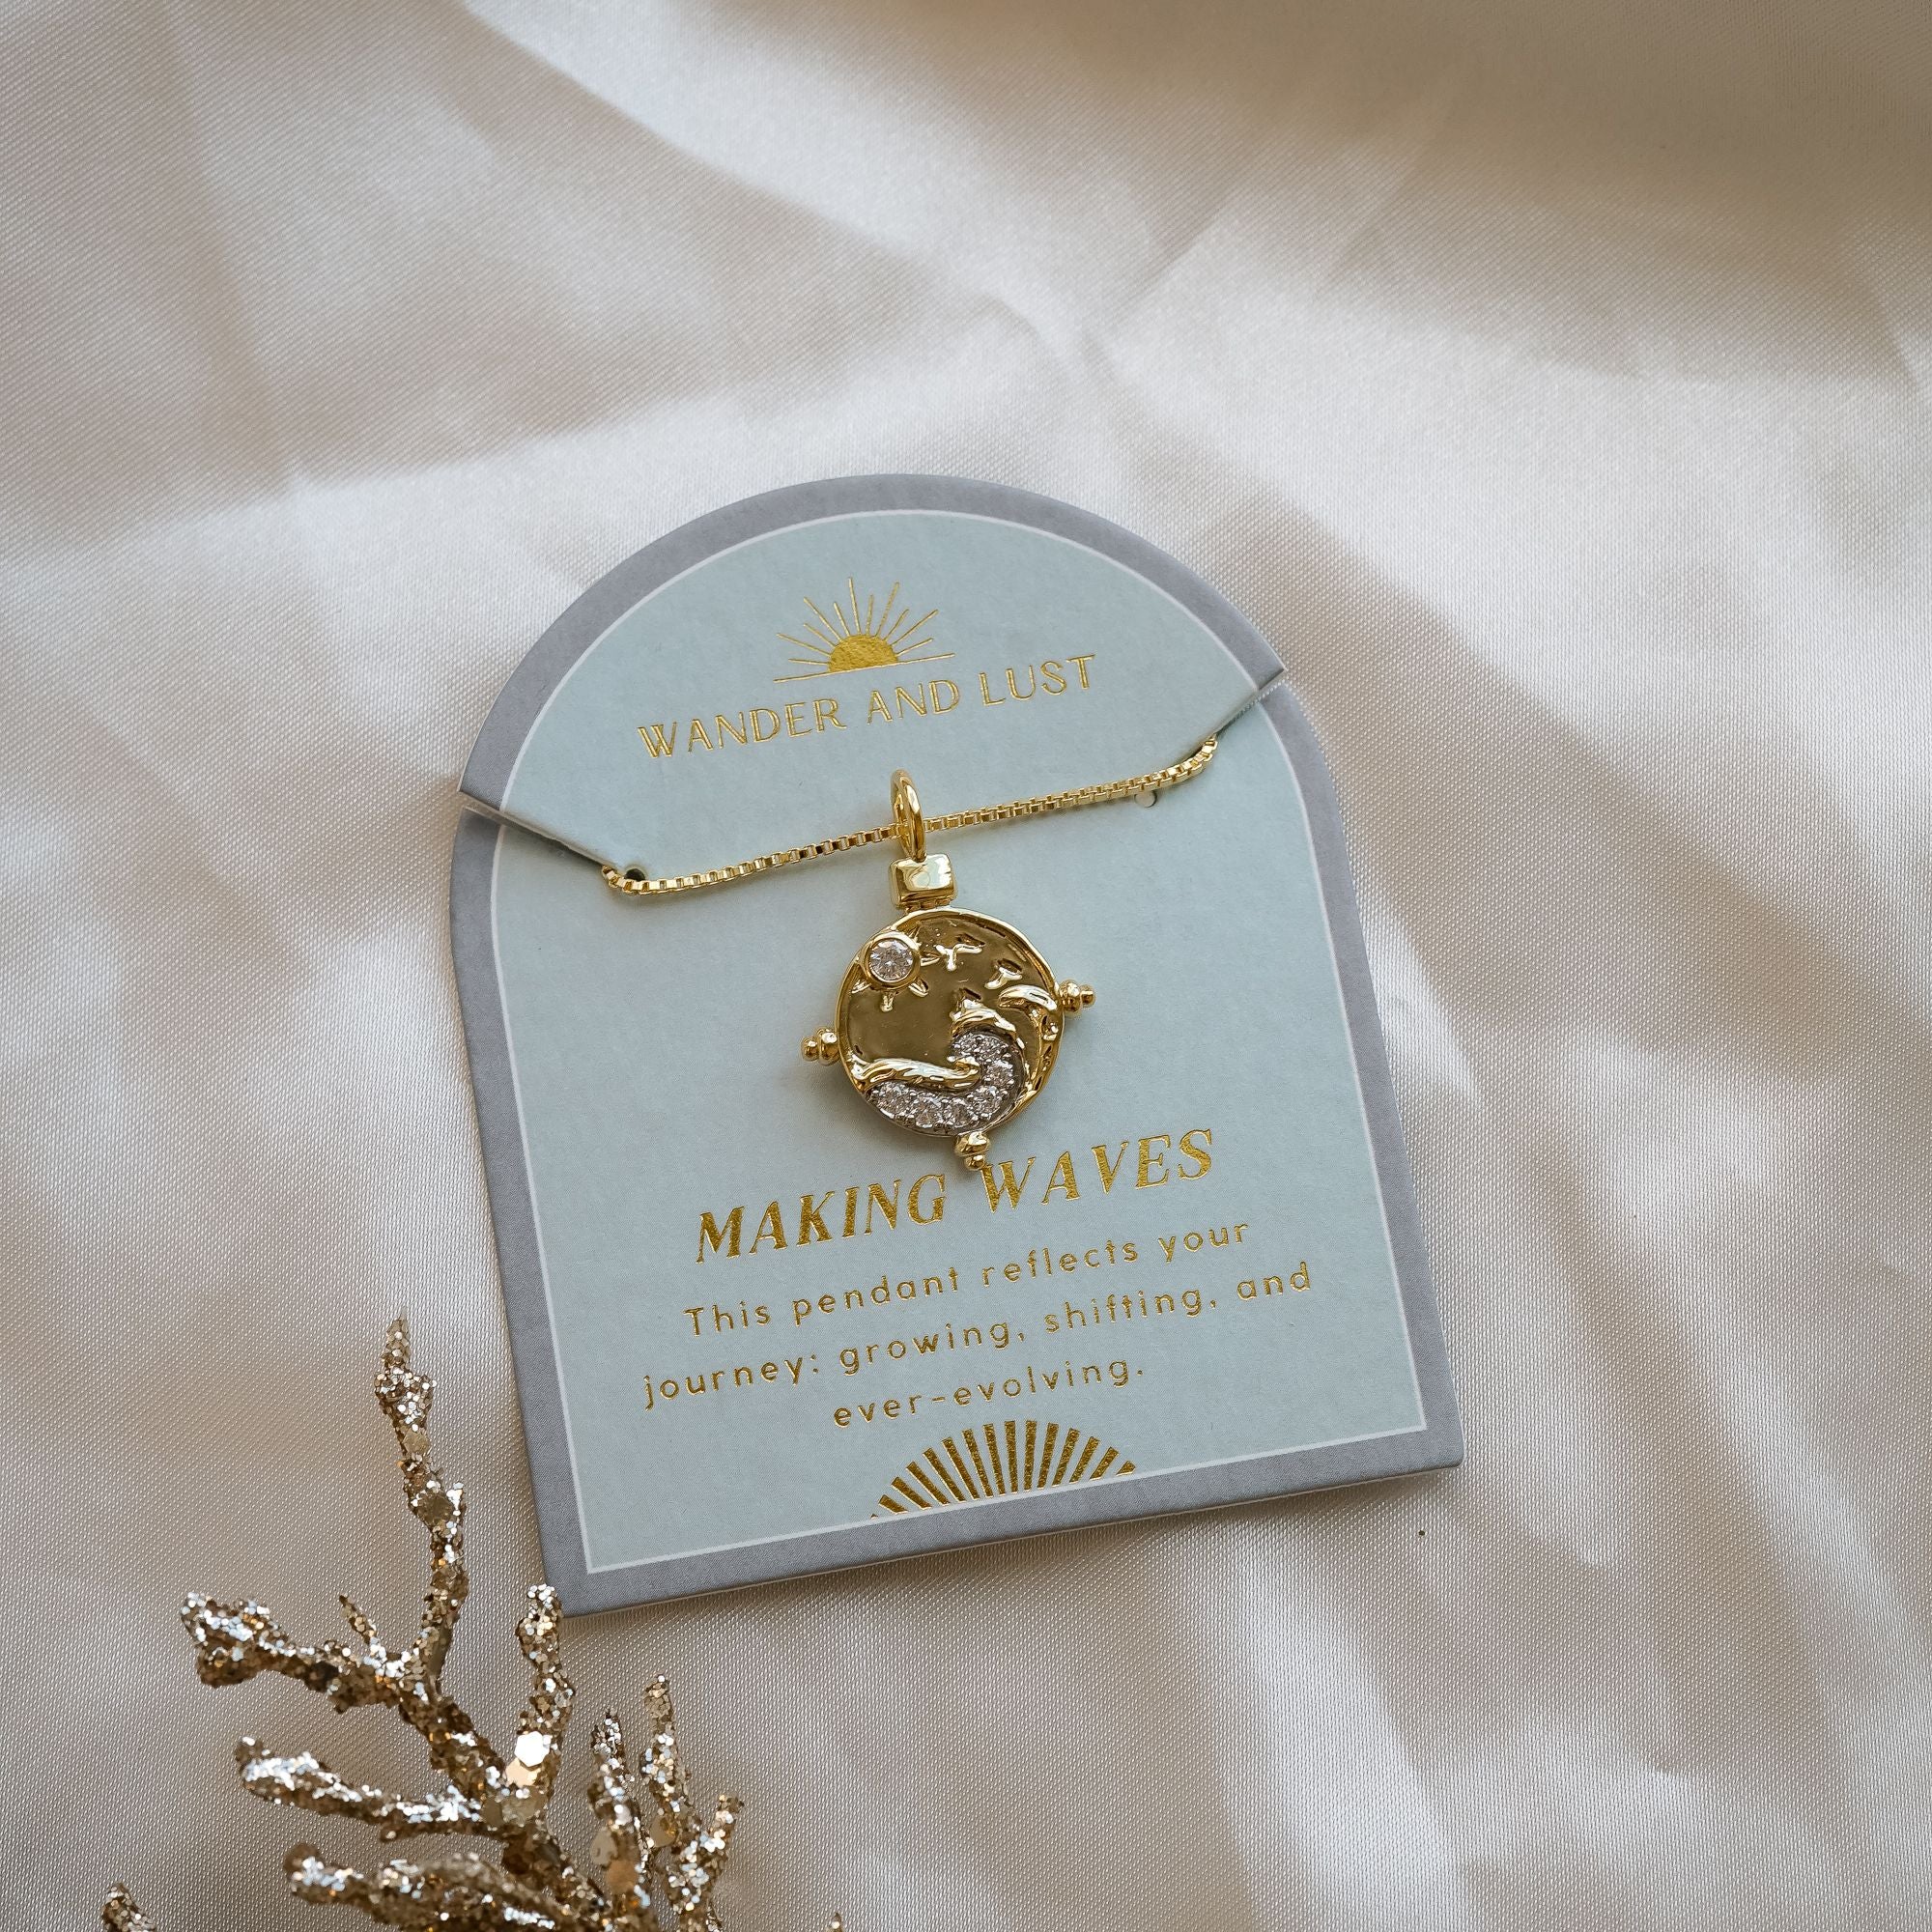 WANDER AND LUST
MAKING WAVES
This pendant reflects your
journey: growing, shifting, and
ever-evolving.